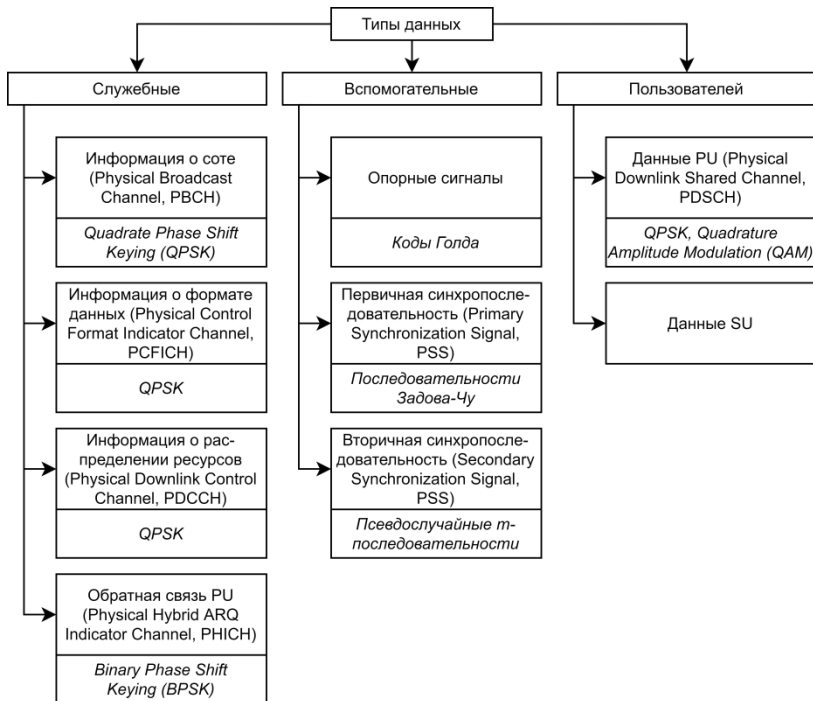 Типы данных
Служебные
Информация о соте
(Physical Broadcast
Channel, PBCH)
Quadrate Phase Shift
Keying (QPSK)
Информация о формате
данных (Physical Control
Format Indicator Channel,
PCFICH)
QPSK
Информация о рас-
пределении ресурсов
(Physical Downlink Control
Channel, PDCCH)
QPSK
Обратная связь PU
(Physical Hybrid ARQ
Indicator Channel, PHICH)
Binary Phase Shift
Keying (BPSK)
Вспомогательные
Опорные сигналы
Коды Голда
Первичная синхропосле-
довательность (Primary
Synchronization Signal,
PSS)
Последовательности
Задова-Чу
Вторичная синхропосле-
довательность (Secondary
Synchronization Signal,
PSS)
Псевдослучайные m-
последовательности
Пользователей
Данные PU (Physical
Downlink Shared Channel,
PDSCH)
QPSK, Quadrature
Amplitude Modulation (QAM)
Данные SU